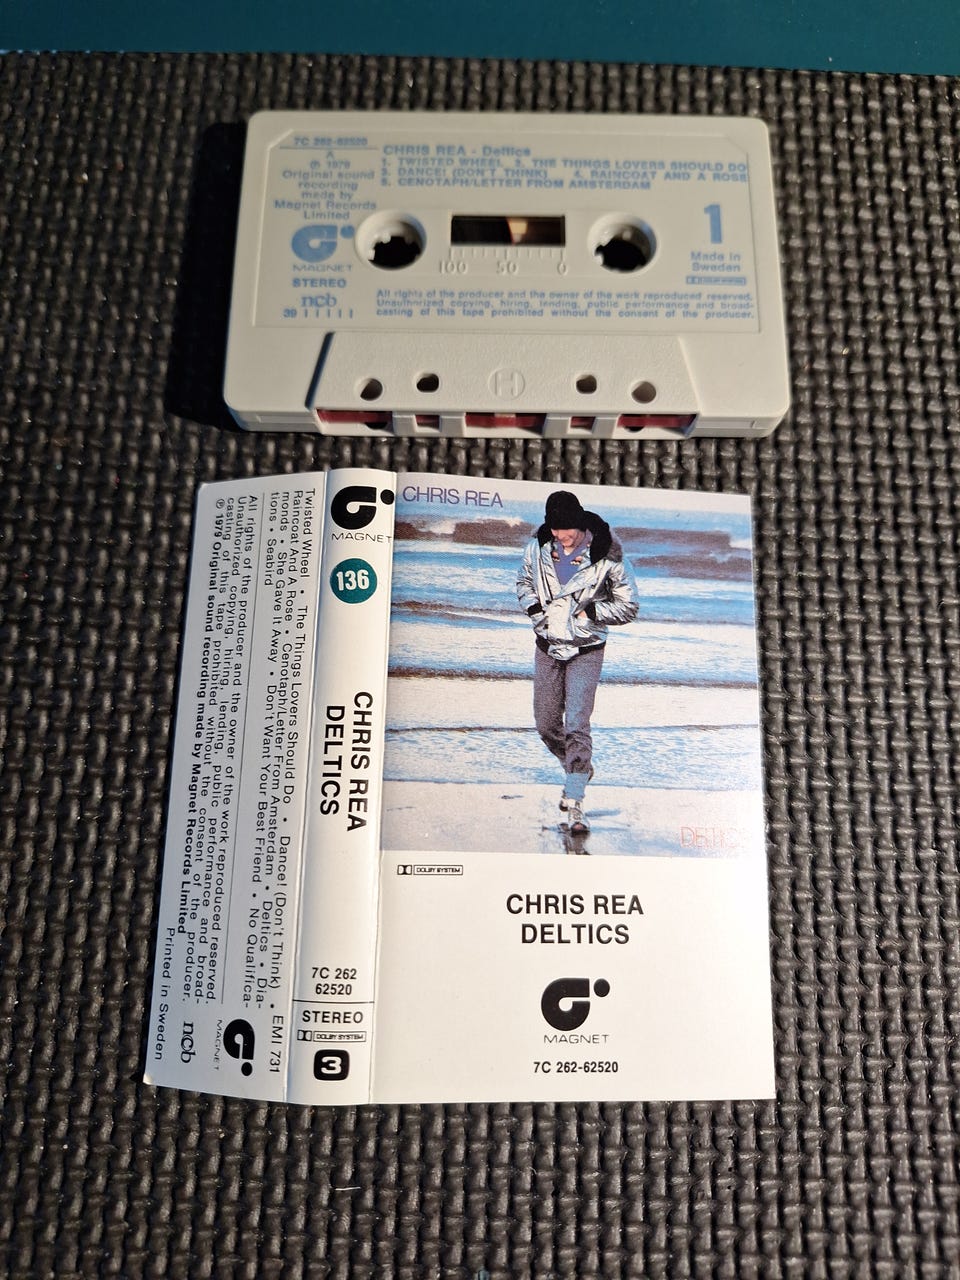 7C 262-62520
A
℗ 1979
Original sound
recording
made by
Magnet Records
Limited
MAGNET
STEREO
ncb
39 | | | | |
CHRIS REA - Deltics
1. TWISTED WHEEL 2. THE THINGS LOVERS SHOULD DO
3. DANCE! (DON'T THINK) 4. RAINCOAT AND A ROSE
5. CENOTAPH/LETTER FROM AMSTERDAM
1
Made in
Sweden
DOLBY SYSTEM
100 50 0
All rights of the producer and the owner of the work reproduced reserved.
Unauthorized copying, hiring, lending, public performance and broad-
casting of this tape prohibited without the consent of the producer.
H
Twisted Wheel • The Things Lovers Should Do • Dance! (Don't Think) •
Raincoat And A Rose • Cenotaph/Letter From Amsterdam • Deltics • Dia-
monds • She Gave It Away • Don't Want Your Best Friend • No Qualifica-
tions • Seabird
EMI 731
All rights of the producer and the owner of the work reproduced reserved.
Unauthorized copying, hiring, lending, public performance and broad-
casting of this tape prohibited without the consent of the producer.
℗ 1979 Original sound recording made by Magnet Records Limited
Printed in Sweden
MAGNET
ncb
MAGNET
136
CHRIS REA
DELTICS
7C 262
62520
STEREO
DOLBY SYSTEM
3
CHRIS REA
DELTICS
DOLBY SYSTEM
CHRIS REA
DELTICS
MAGNET
7C 262-62520